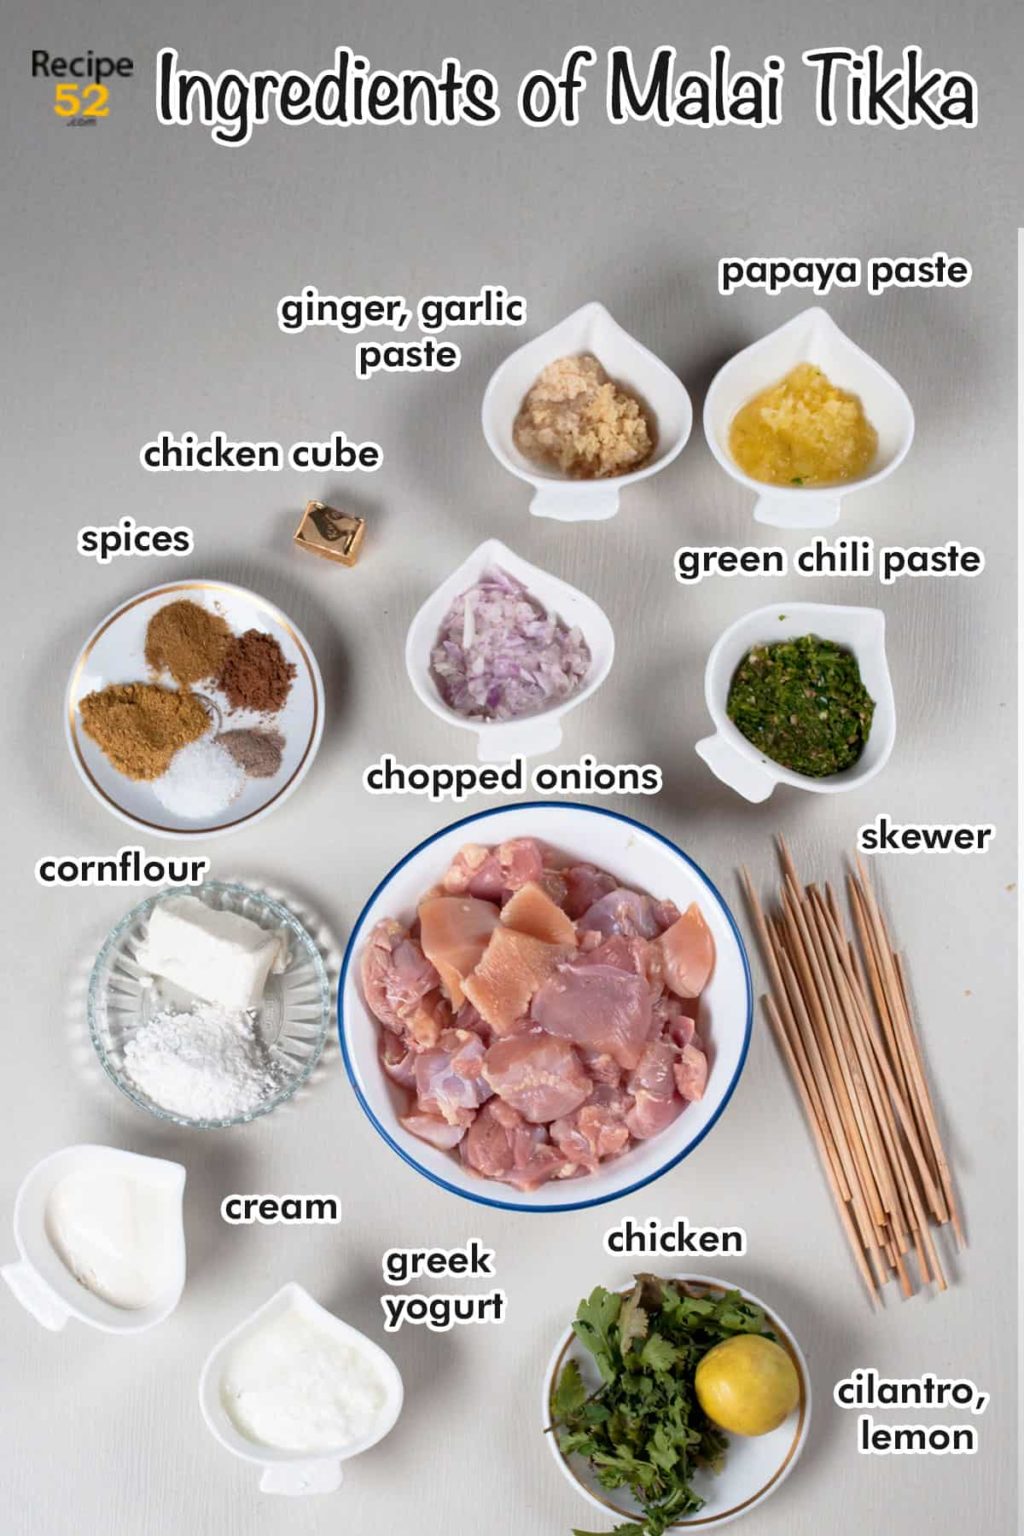 Recipe
52
.com
Ingredients of Malai Tikka
papaya paste
ginger, garlic
paste
chicken cube
spices
green chili paste
chopped onions
skewer
cornflour
cream
chicken
greek
yogurt
cilantro,
lemon